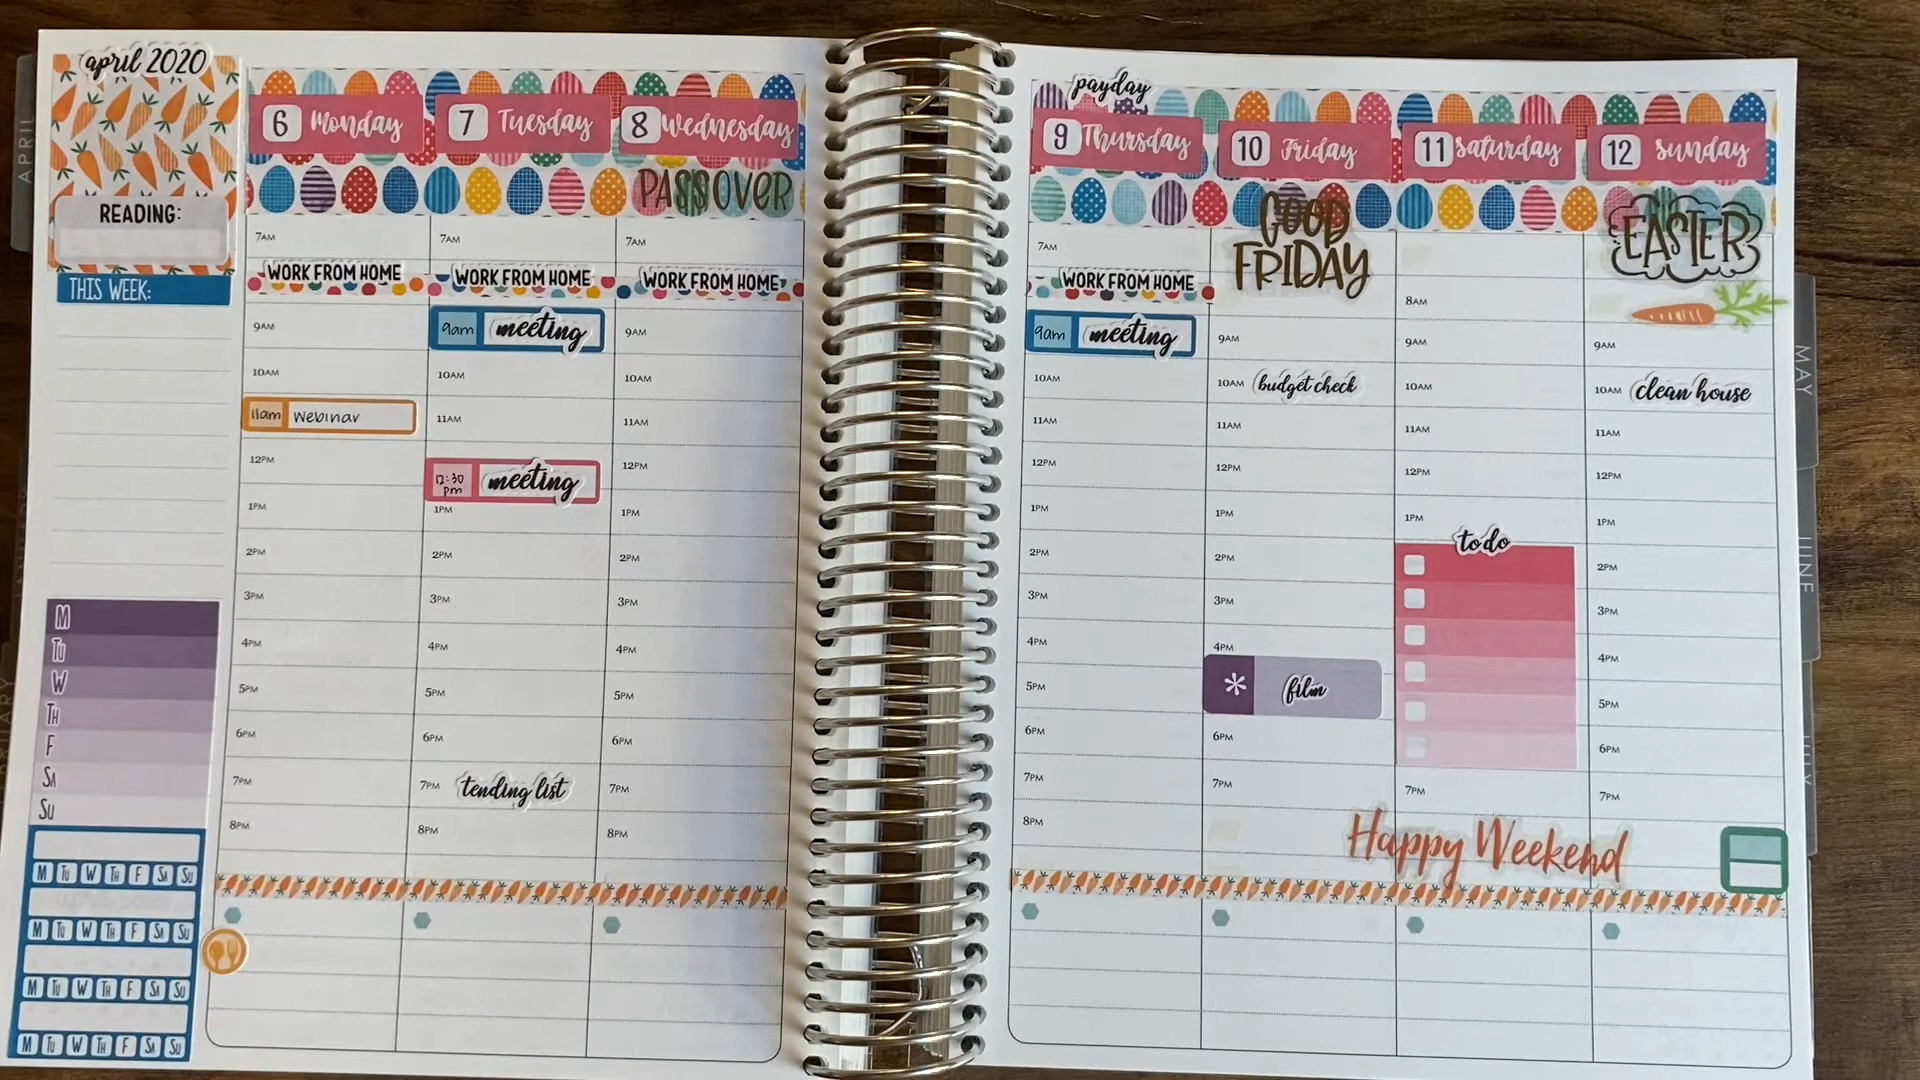 april 2020
READING:
THIS WEEK:
M
Tu
W
Th
F
Sa
Su
M Tu W Th F Sa Su
M Tu W Th F Sa Su
M Tu W Th F Sa Su
M Tu W Th F Sa Su
APRIL
6 Monday
7AM
WORK FROM HOME
9AM
10AM
11am Webinar
12PM
1PM
2PM
3PM
4PM
5PM
6PM
7PM
8PM
7 Tuesday
7AM
WORK FROM HOME
9am meeting
10AM
11AM
12:30 pm meeting
1PM
2PM
3PM
4PM
5PM
6PM
7PM tending list
8PM
8 Wednesday
PASSOVER
7AM
WORK FROM HOME
9AM
10AM
11AM
12PM
1PM
2PM
3PM
4PM
5PM
6PM
7PM
8PM
payday
9 Thursday
7AM
WORK FROM HOME
9am meeting
10AM
11AM
12PM
1PM
2PM
3PM
4PM
5PM
6PM
7PM
8PM
10 Friday
GOOD
FRIDAY
9AM
10AM budget check
11AM
12PM
1PM
2PM
3PM
4PM
* film
6PM
7PM
11 Saturday
8AM
9AM
10AM
11AM
12PM
1PM
to do
7PM
Happy Weekend
12 Sunday
EASTER
9AM
10AM clean house
11AM
12PM
1PM
2PM
3PM
4PM
5PM
6PM
7PM
MAY
JUNE
JULY